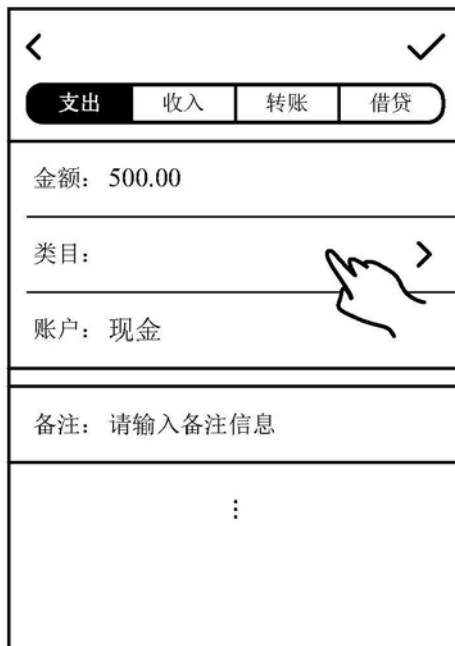 支出 收入 转账 借贷
金额： 500.00
类目：
账户： 现金
备注： 请输入备注信息